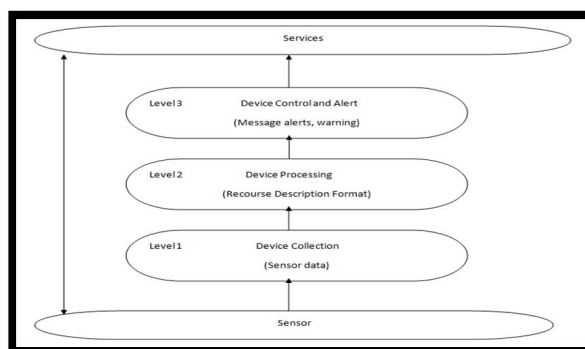 Services
Level 3 Device Control and Alert
(Message alerts, warning)
Level 2 Device Processing
(Recourse Description Format)
Level 1 Device Collection
(Sensor data)
Sensor